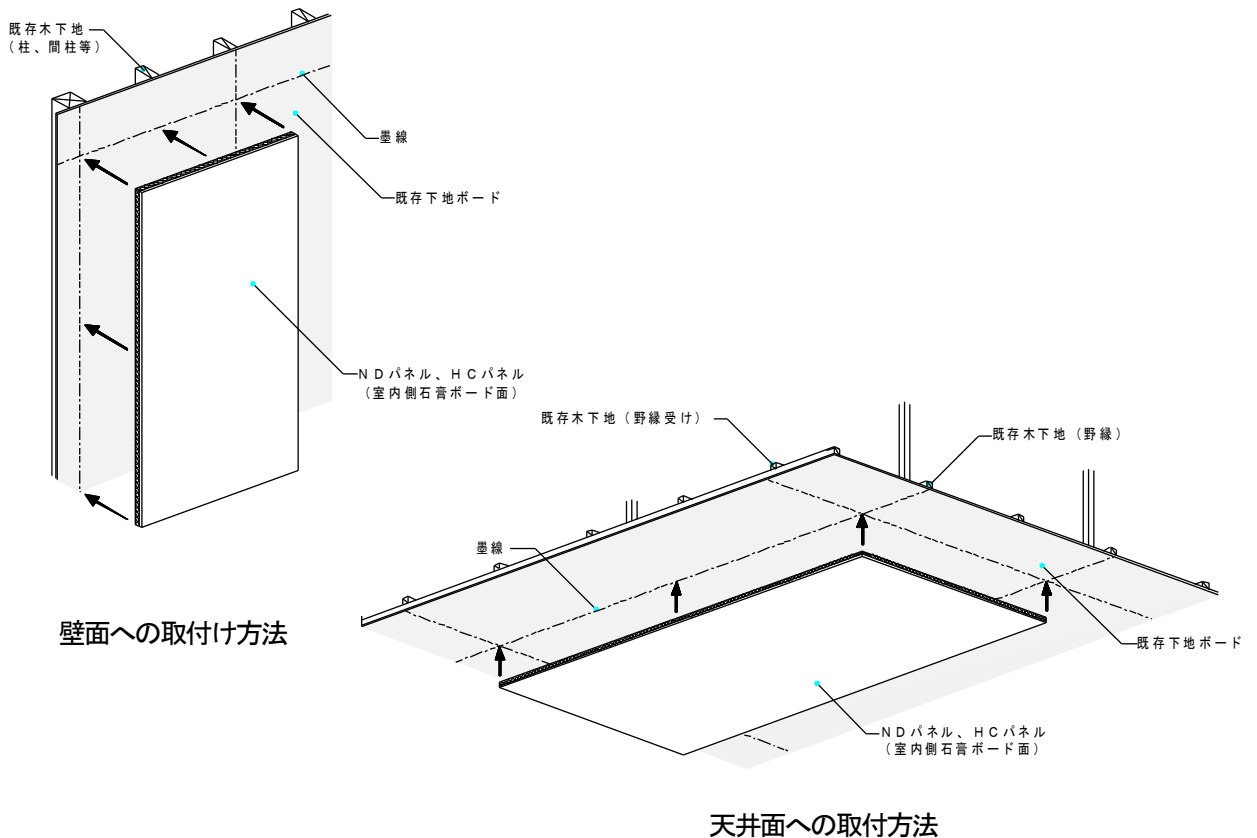 既存木下地
（柱、間柱等）
墨線
既存下地ボード
ＮＤパネル、ＨＣパネル
（室内側石膏ボード面）
壁面への取付け方法
既存木下地（野縁受け）
既存木下地（野縁）
墨線
既存下地ボード
ＮＤパネル、ＨＣパネル
（室内側石膏ボード面）
天井面への取付方法